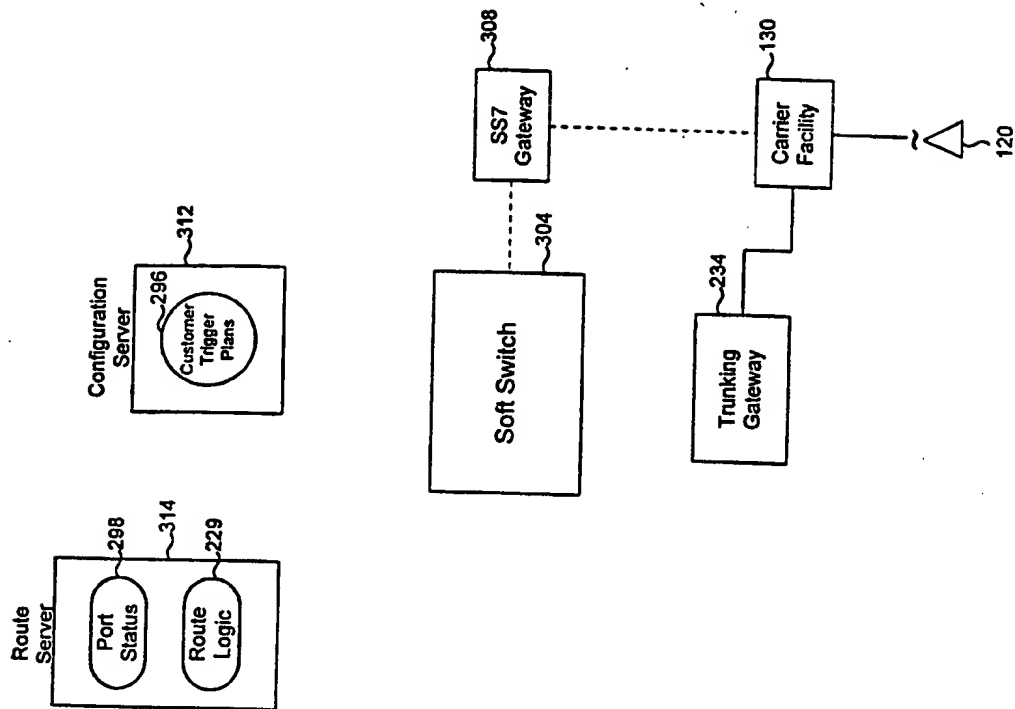 Route
Server
314
Port
Status
298
Route
Logic
229
Configuration
Server
312
296
Customer
Trigger
Plans
Soft Switch
304
SS7
Gateway
308
Trunking
Gateway
234
Carrier
Facility
130
120